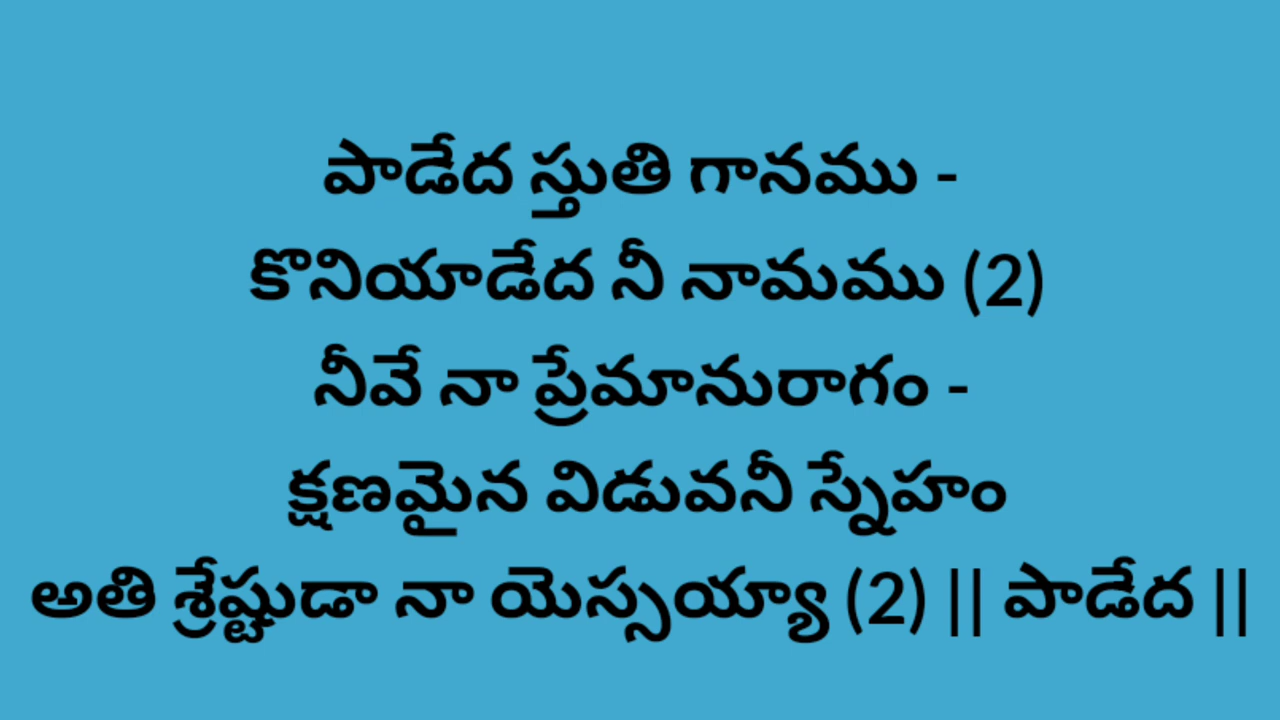 పాడేద స్తుతి గానము -
కొనియాడేద నీ నామము (2)
నీవే నా ప్రేమానురాగం -
క్షణమైన విడువనీ స్నేహం
అతి శ్రేష్టుడా నా యెస్సయ్యా (2) || పాడేద ||